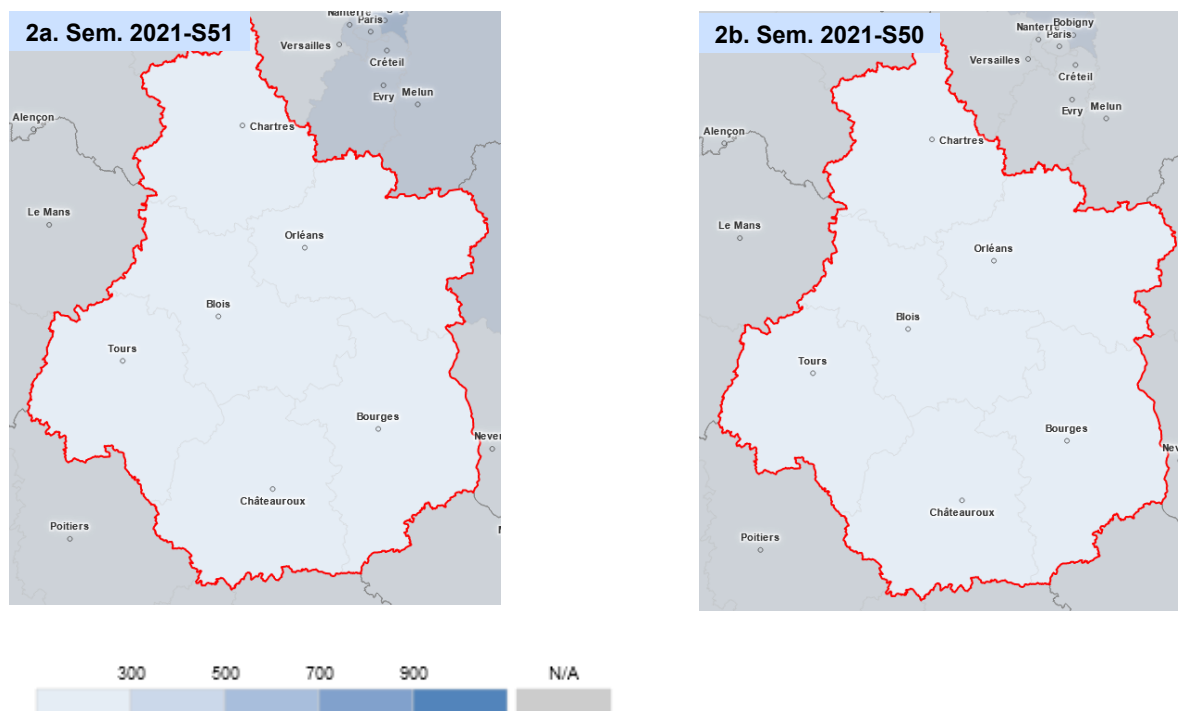 2a. Sem. 2021-S51
Nanterre
Paris
Versailles
Créteil
Evry
Melun
Alençon
Chartres
Le Mans
Orléans
Blois
Tours
Bourges
Châteauroux
Poitiers
2b. Sem. 2021-S50
Nanterre
Bobigny
Paris
Versailles
Créteil
Evry
Melun
Alençon
Chartres
Le Mans
Orléans
Blois
Tours
Bourges
Châteauroux
Poitiers
300 500 700 900 N/A